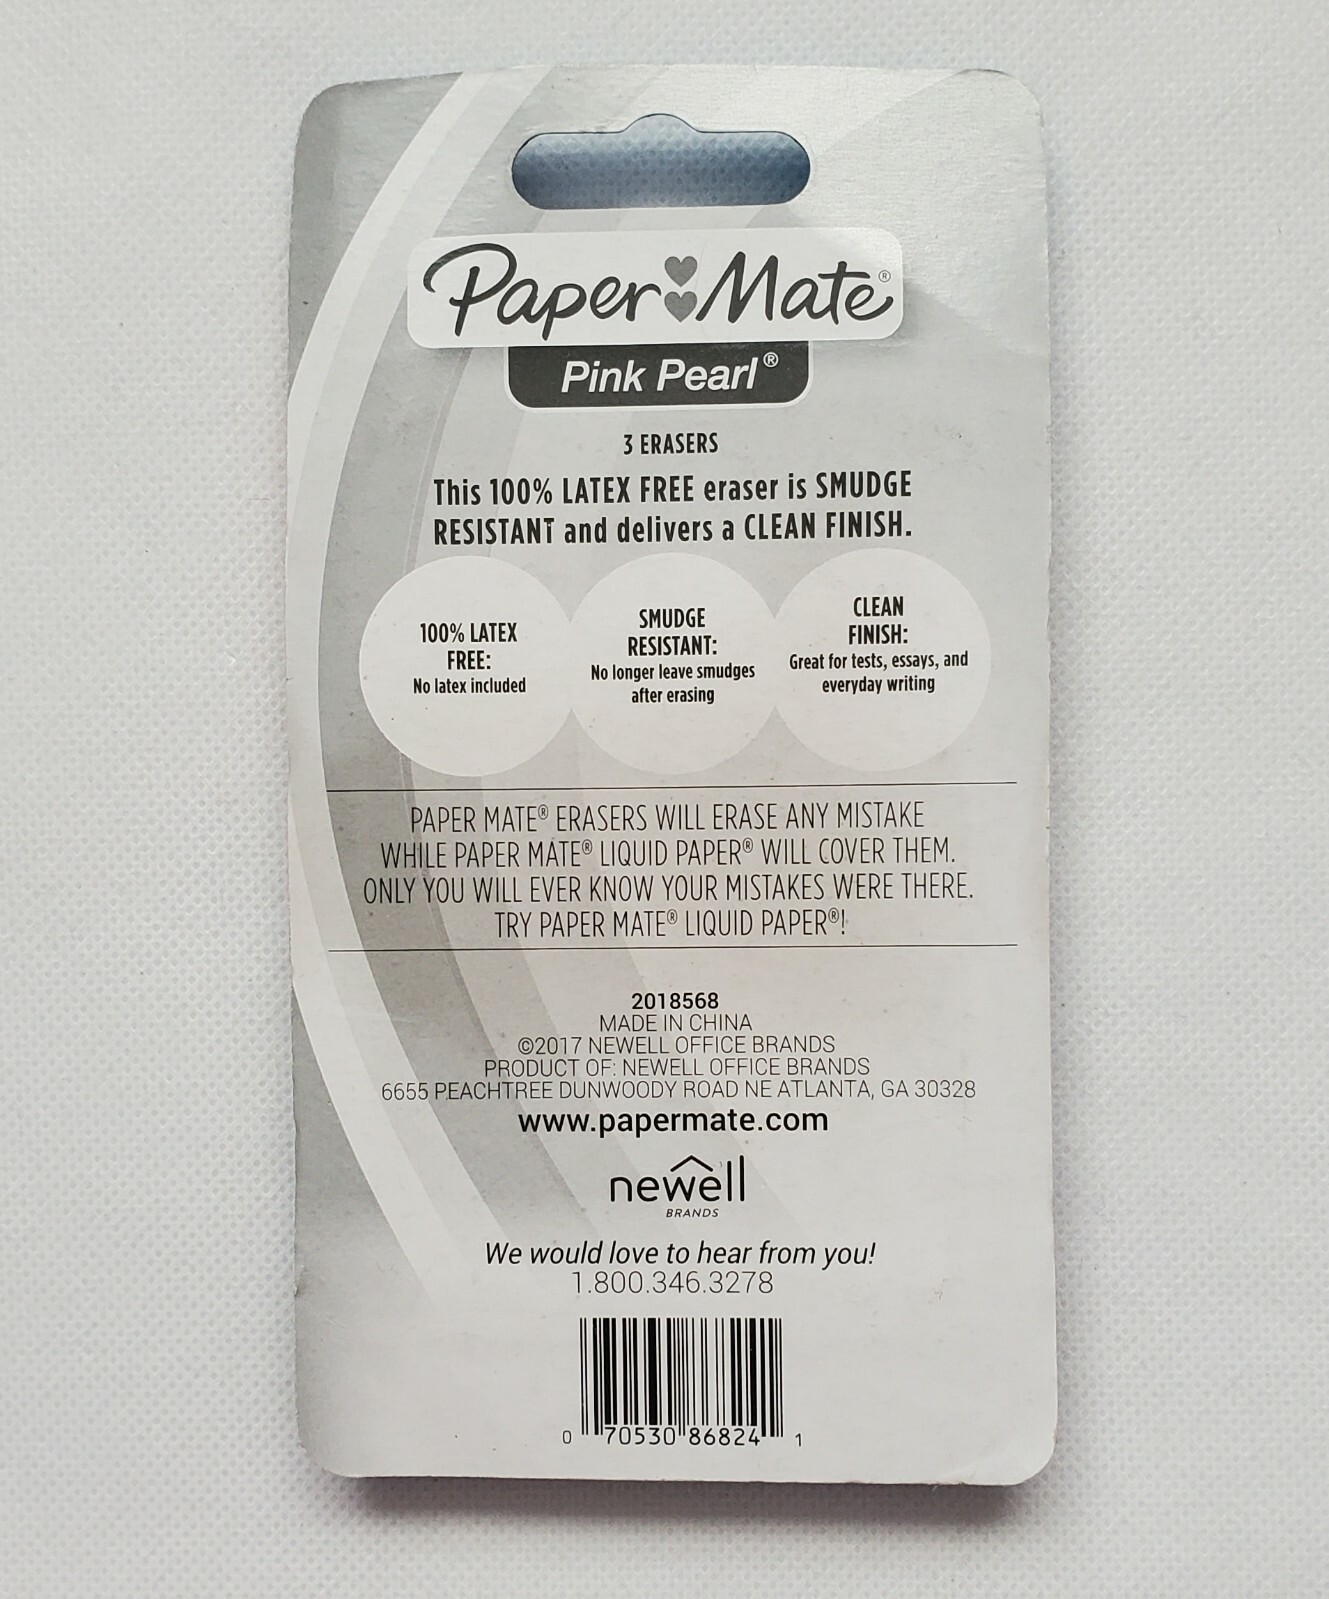 Paper Mate®
Pink Pearl®
3 ERASERS
This 100% LATEX FREE eraser is SMUDGE
RESISTANT and delivers a CLEAN FINISH.
100% LATEX
FREE:
No latex included
SMUDGE
RESISTANT:
No longer leave smudges
after erasing
CLEAN
FINISH:
Great for tests, essays, and
everyday writing
PAPER MATE® ERASERS WILL ERASE ANY MISTAKE
WHILE PAPER MATE® LIQUID PAPER® WILL COVER THEM.
ONLY YOU WILL EVER KNOW YOUR MISTAKES WERE THERE.
TRY PAPER MATE® LIQUID PAPER®!
2018568
MADE IN CHINA
©2017 NEWELL OFFICE BRANDS
PRODUCT OF: NEWELL OFFICE BRANDS
6655 PEACHTREE DUNWOODY ROAD NE ATLANTA, GA 30328
www.papermate.com
newell
BRANDS
We would love to hear from you!
1.800.346.3278
0 70530 86824 1